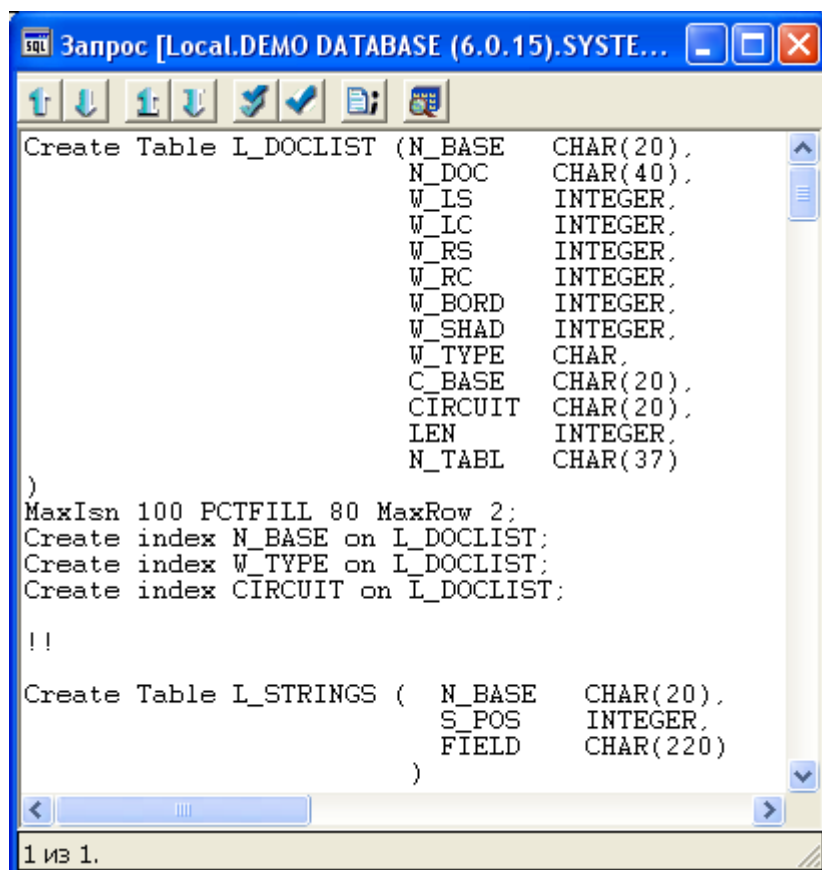 Запрос [Local.DEMO DATABASE (6.0.15).SYSTE...
Create Table L_DOCLIST (N_BASE CHAR(20),
N_DOC CHAR(40),
W_LS INTEGER,
W_LC INTEGER,
W_RS INTEGER,
W_RC INTEGER,
W_BORD INTEGER,
W_SHAD INTEGER,
W_TYPE CHAR,
C_BASE CHAR(20),
CIRCUIT CHAR(20),
LEN INTEGER,
N_TABL CHAR(37)
)
MaxIsn 100 PCTFILL 80 MaxRow 2;
Create index N_BASE on L_DOCLIST;
Create index W_TYPE on L_DOCLIST;
Create index CIRCUIT on L_DOCLIST;
!!
Create Table L_STRINGS ( N_BASE CHAR(20),
S_POS INTEGER,
FIELD CHAR(220)
)
1 из 1.